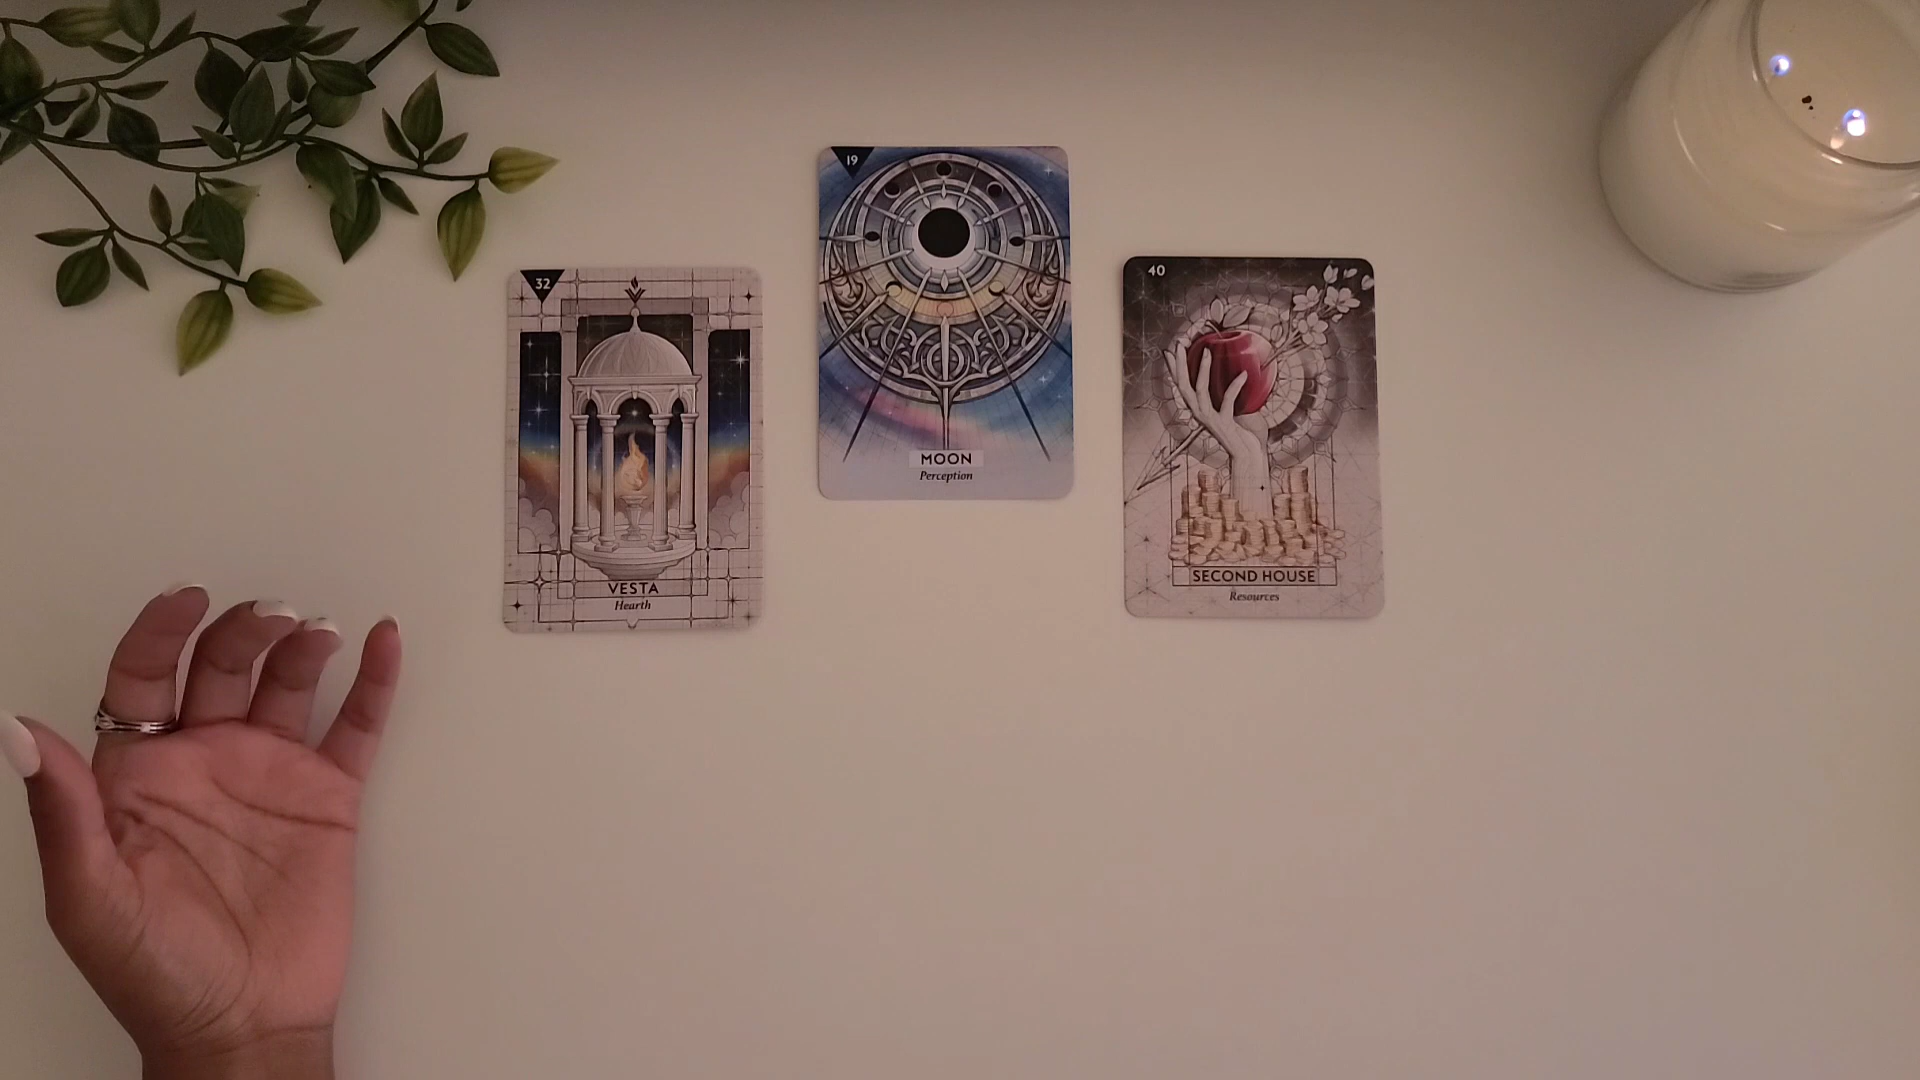 32
VESTA
Hearth
19
MOON
Perception
40
SECOND HOUSE
Resources